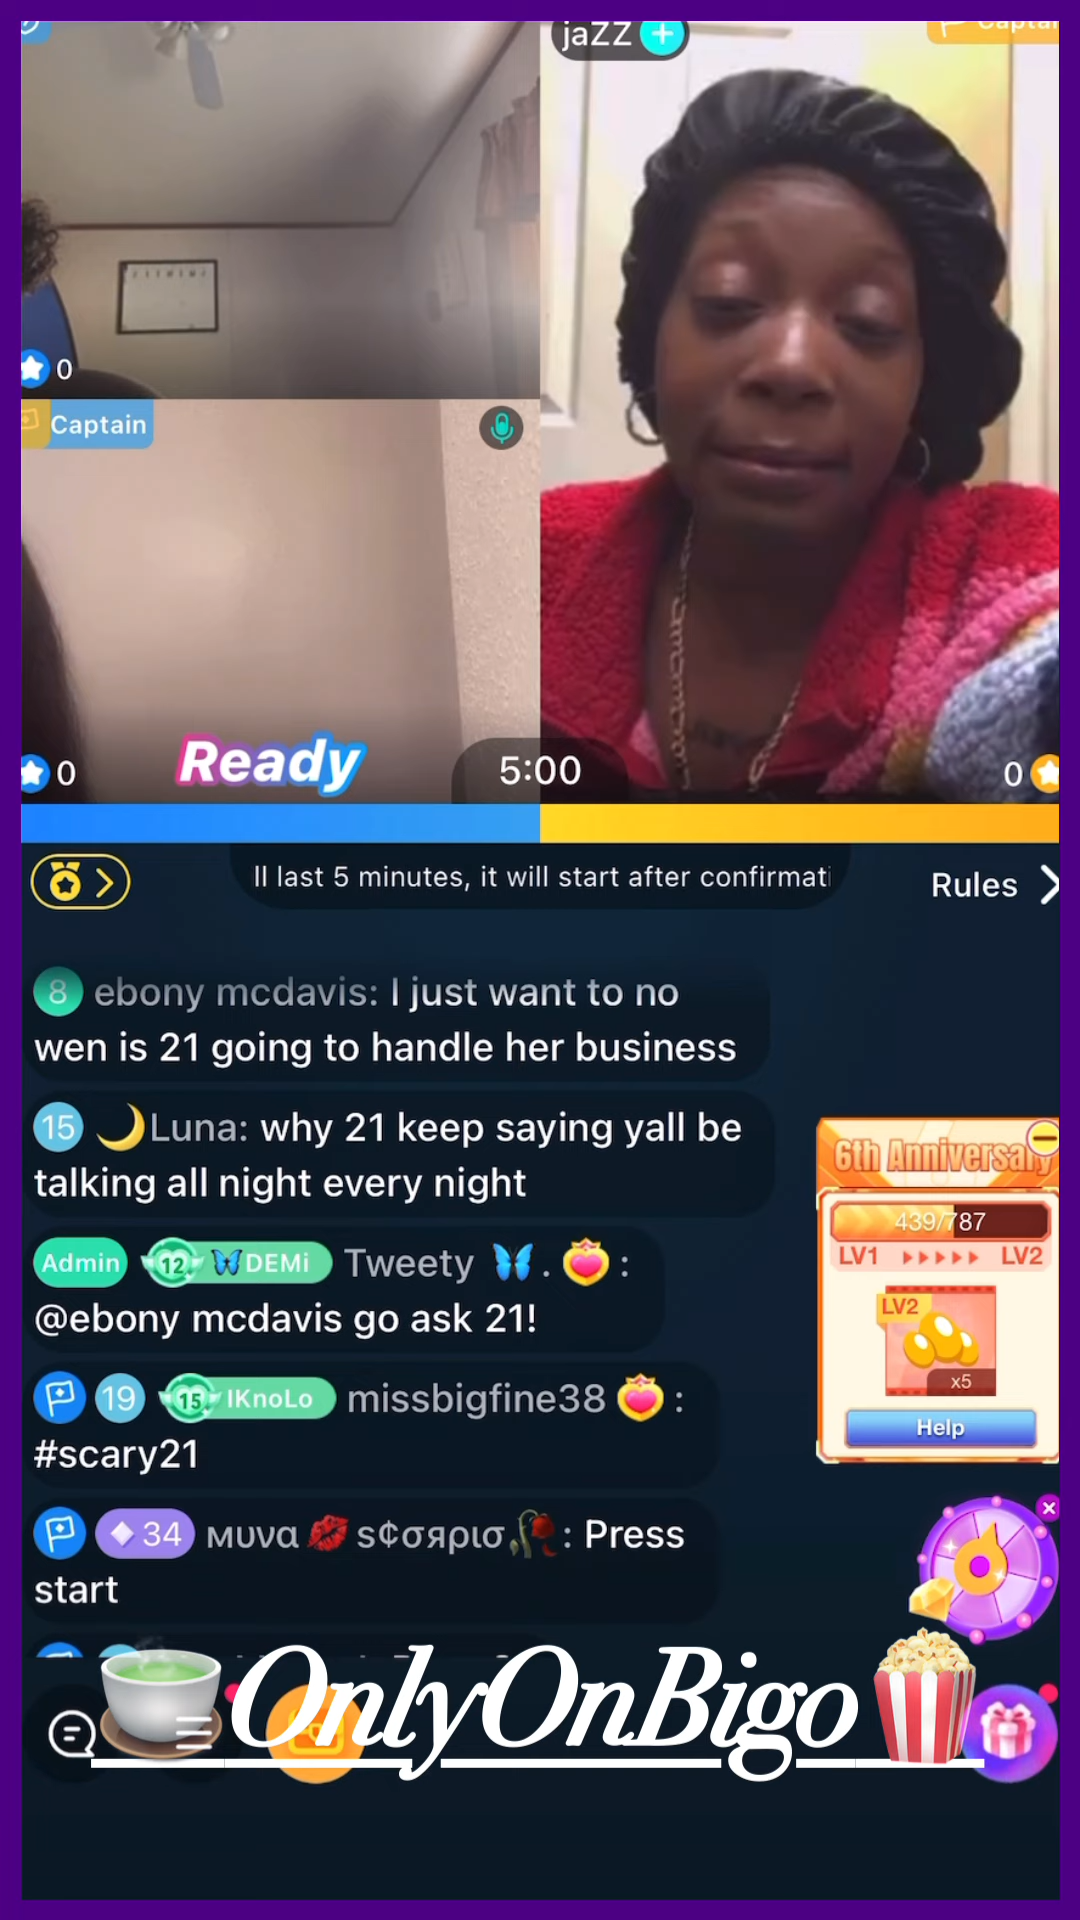 jaZZ
Captain
0
Captain
0
Ready
5:00
0
ll last 5 minutes, it will start after confirmati
Rules
8 ebony mcdavis: I just want to no
wen is 21 going to handle her business
15 🌙Luna: why 21 keep saying yall be
talking all night every night
Admin 12 🦋DEMi Tweety 🦋. 💗 :
@ebony mcdavis go ask 21!
19 15 IKnoLo missbigfine38 💗 :
#scary21
34 мυvα 💋 s¢σяρισ🥀: Press
start
6th Anniversary
439/787
LV1 LV2
LV2
x5
Help
🍵OnlyOnBigo🍿